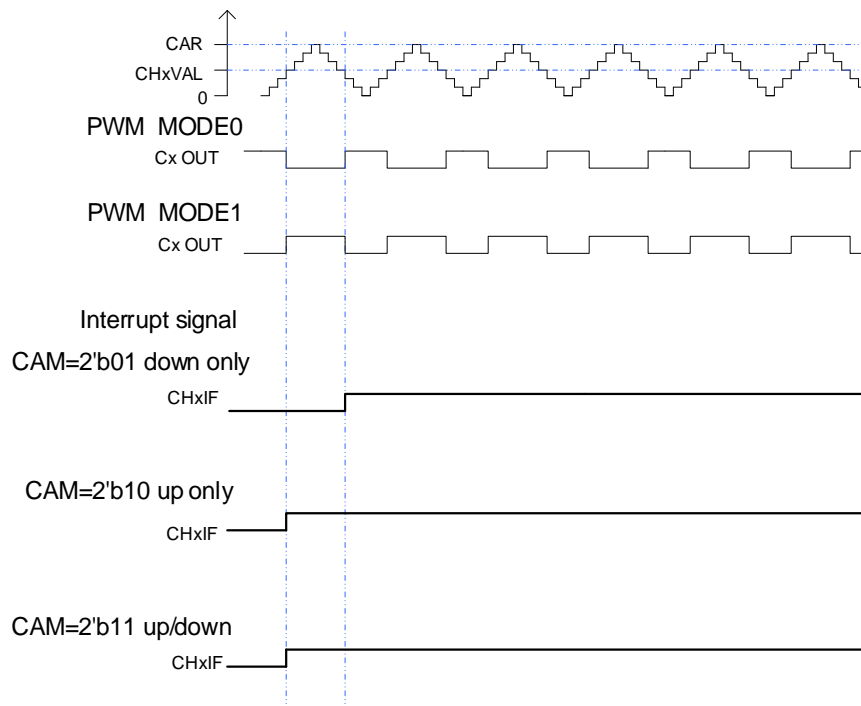 CAR
CHxVAL
0
PWM MODE0
Cx OUT
PWM MODE1
Cx OUT
Interrupt signal
CAM=2'b01 down only
CHxIF
CAM=2'b10 up only
CHxIF
CAM=2'b11 up/down
CHxIF